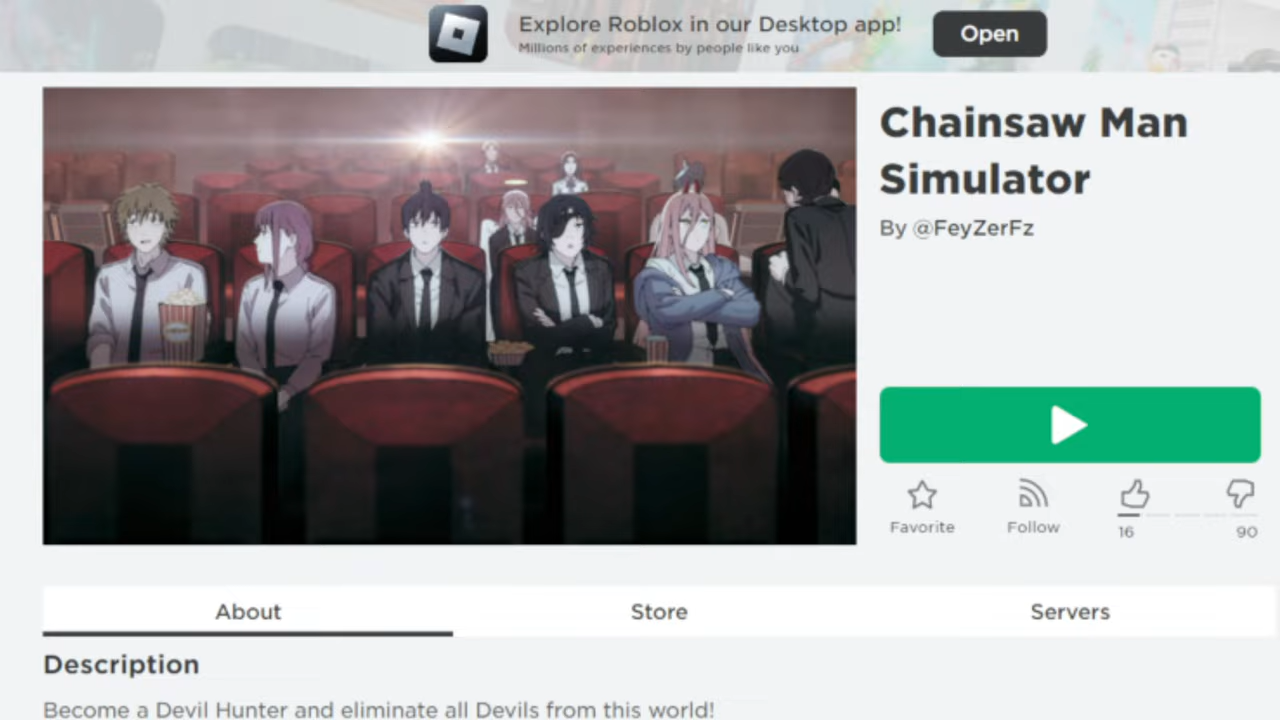 Explore Roblox in our Desktop app!
Millions of experiences by people like you
Open
Chainsaw Man
Simulator
By @FeyZerFz
Favorite
Follow
16
90
About
Store
Servers
Description
Become a Devil Hunter and eliminate all Devils from this world!